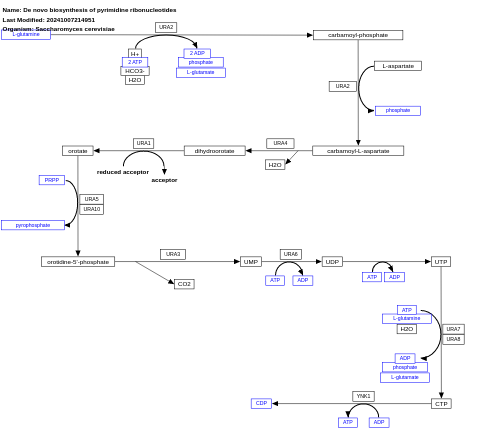 Name: De novo biosynthesis of pyrimidine ribonucleotides
Last Modified: 20241007214951
Organism: Saccharomyces cerevisiae
L-glutamine
URA2
carbamoyl-phosphate
H+
2 ATP
HCO3-
H2O
2 ADP
phosphate
L-glutamate
L-aspartate
URA2
phosphate
orotate
URA1
dihydroorotate
URA4
carbamoyl-L-aspartate
H2O
reduced acceptor
acceptor
PRPP
URA5
URA10
pyrophosphate
orotidine-5'-phosphate
URA3
CO2
UMP
URA6
UDP
UTP
ATP
ADP
ATP
ADP
ATP
L-glutamine
H2O
URA7
URA8
ADP
phosphate
L-glutamate
YNK1
CDP
CTP
ATP
ADP